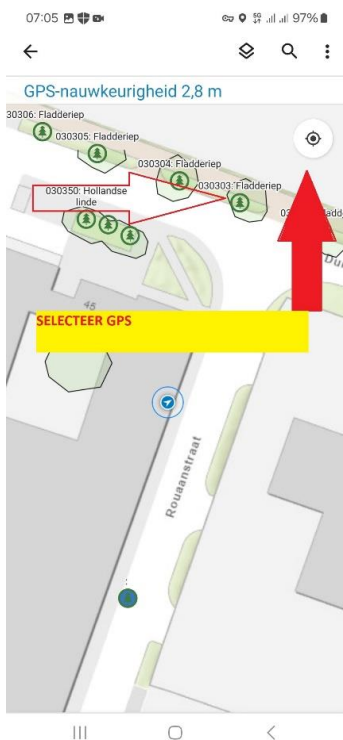 07:05 97%
GPS-nauwkeurigheid 2,8 m
30306: Fladderiep
030305: Fladderiep
030304: Fladderiep
030350: Hollandse
linde
030303: Fladderiep
45
SELECTEER GPS
Rouaanstraat